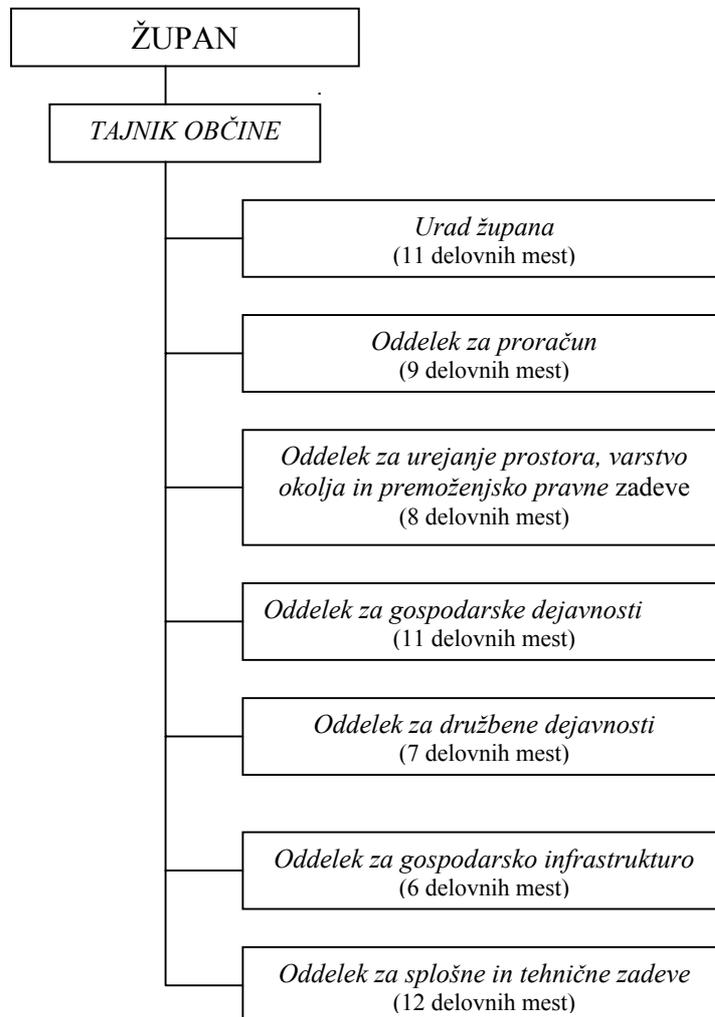 ŽUPAN
TAJNIK OBČINE
Urad župana
(11 delovnih mest)
Oddelek za proračun
(9 delovnih mest)
Oddelek za urejanje prostora, varstvo
okolja in premoženjsko pravne zadeve
(8 delovnih mest)
Oddelek za gospodarske dejavnosti
(11 delovnih mest)
Oddelek za družbene dejavnosti
(7 delovnih mest)
Oddelek za gospodarsko infrastrukturo
(6 delovnih mest)
Oddelek za splošne in tehnične zadeve
(12 delovnih mest)